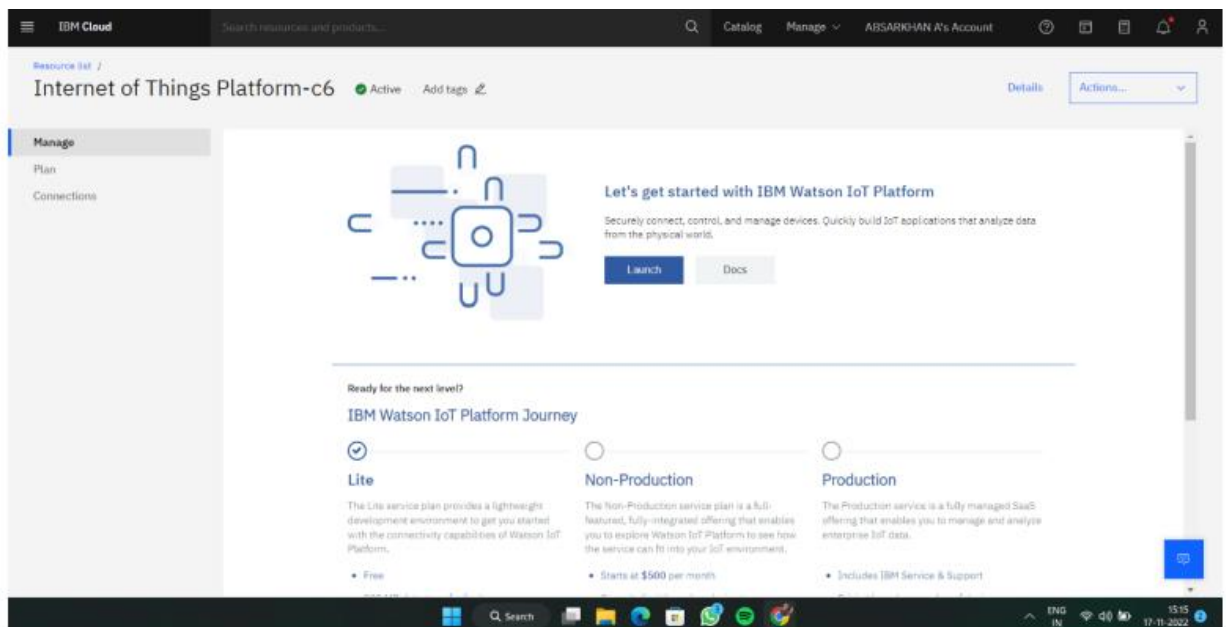 IBM Cloud
Search resources and products...
Catalog
Manage
ABSARKHAN A's Account
Resource list /
Internet of Things Platform-c6
Active
Add tags
Details
Actions...
Manage
Plan
Connections
Let's get started with IBM Watson IoT Platform
Securely connect, control, and manage devices. Quickly build IoT applications that analyze data
from the physical world.
Launch
Docs
Ready for the next level?
IBM Watson IoT Platform Journey
Lite
The Lite service plan provides a lightweight
development environment to get you started
with the connectivity capabilities of Watson IoT
Platform.
• Free
Non-Production
The Non-Production service plan is a full-
featured, fully-integrated offering that enables
you to explore Watson IoT Platform to see how
the service can fit into your IoT environment.
• Starts at $500 per month
Production
The Production service is a fully managed SaaS
offering that enables you to manage and analyze
enterprise IoT data.
• Includes IBM Service & Support
Search
ENG
IN
15:15
17-11-2022